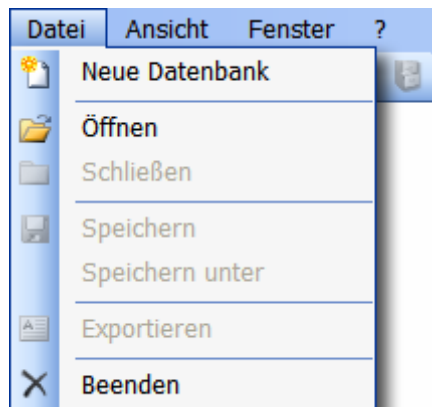 Datei Ansicht Fenster ?
Neue Datenbank
Öffnen
Schließen
Speichern
Speichern unter
Exportieren
Beenden